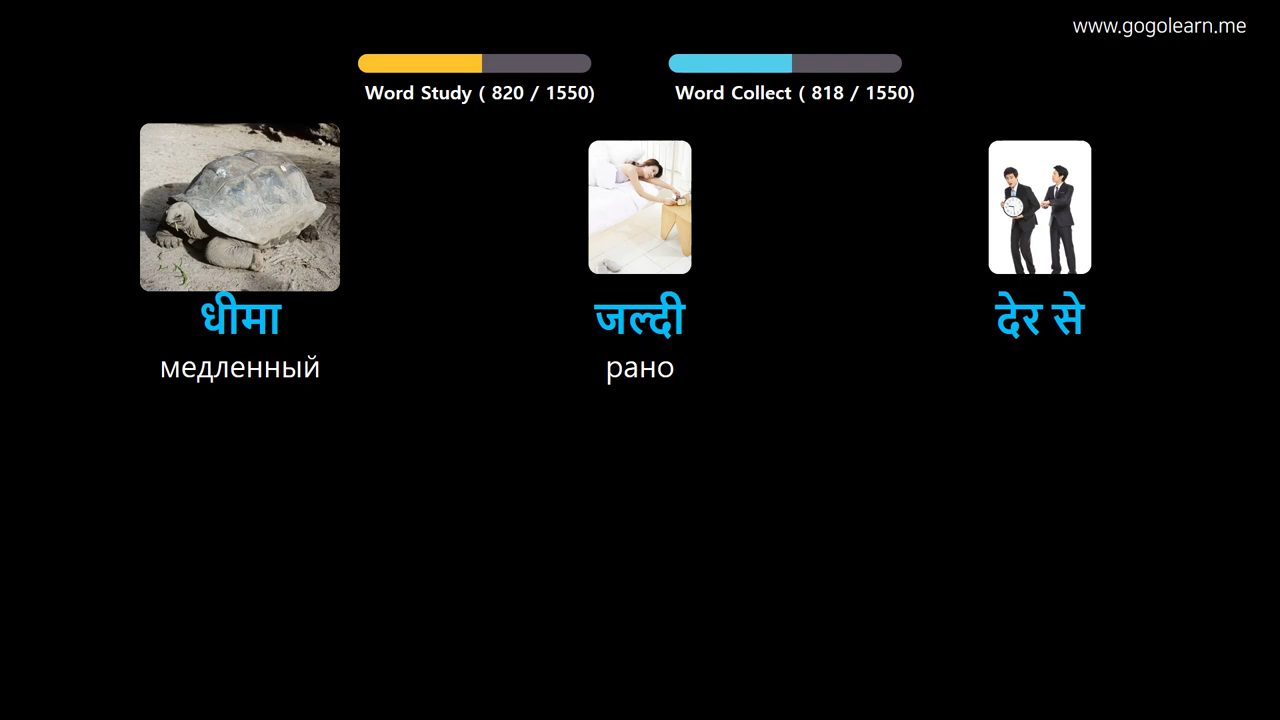 www.gogolearn.me
Word Study ( 820 / 1550)
Word Collect ( 818 / 1550)
धीमा
जल्दी
देर से
медленный
рано